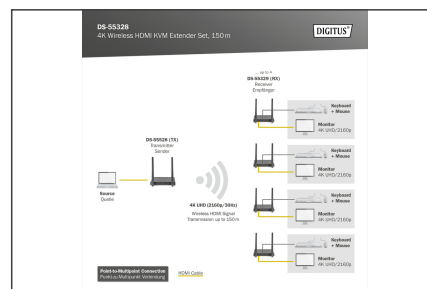 DS-55328
4K Wireless HDMI KVM Extender Set, 150 m
DIGITUS®
... up to 4
DS-55329 (RX)
Receiver
Empfänger
Keyboard
+ Mouse
Monitor
4K UHD/2160p
DS-55328 (TX)
Transmitter
Sender
Keyboard
+ Mouse
Monitor
4K UHD/2160p
Source
Quelle
4K UHD (2160p/30Hz)
Wireless HDMI Signal
Transmission up to 150 m
Keyboard
+ Mouse
Monitor
4K UHD/2160p
Keyboard
+ Mouse
Monitor
4K UHD/2160p
Point-to-Multipoint Connection
Punkt-zu-Multipunkt Verbindung
HDMI Cable